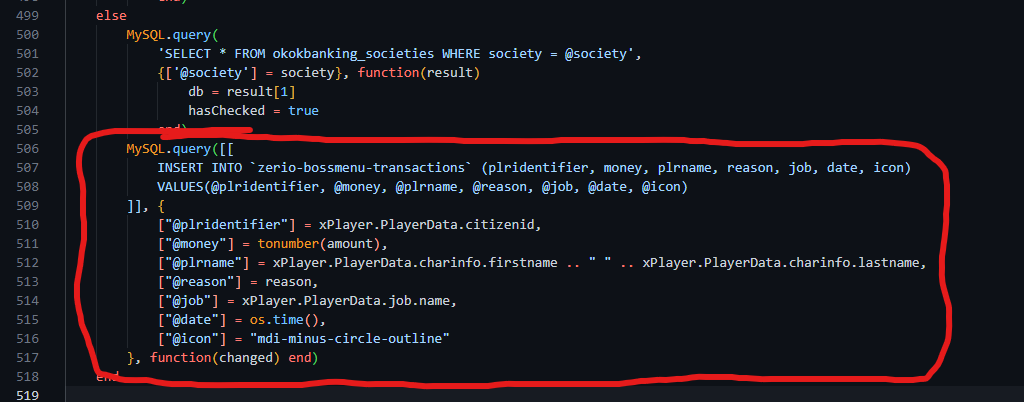 499 else
500 MySQL.query(
501 'SELECT * FROM okokbanking_societies WHERE society = @society',
502 {['@society'] = society}, function(result)
503 db = result[1]
504 hasChecked = true
505 end)
506 MySQL.query([[
507 INSERT INTO `zerio-bossmenu-transactions` (plridentifier, money, plrname, reason, job, date, icon)
508 VALUES(@plridentifier, @money, @plrname, @reason, @job, @date, @icon)
509 ]], {
510 ["@plridentifier"] = xPlayer.PlayerData.citizenid,
511 ["@money"] = tonumber(amount),
512 ["@plrname"] = xPlayer.PlayerData.charinfo.firstname .. " " .. xPlayer.PlayerData.charinfo.lastname,
513 ["@reason"] = reason,
514 ["@job"] = xPlayer.PlayerData.job.name,
515 ["@date"] = os.time(),
516 ["@icon"] = "mdi-minus-circle-outline"
517 }, function(changed) end)
518 end
519